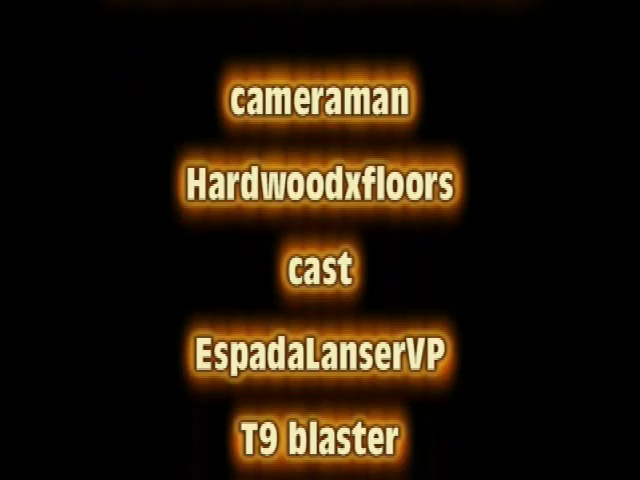 cameraman
Hardwoodxfloors
cast
EspadaLanserVP
T9 blaster